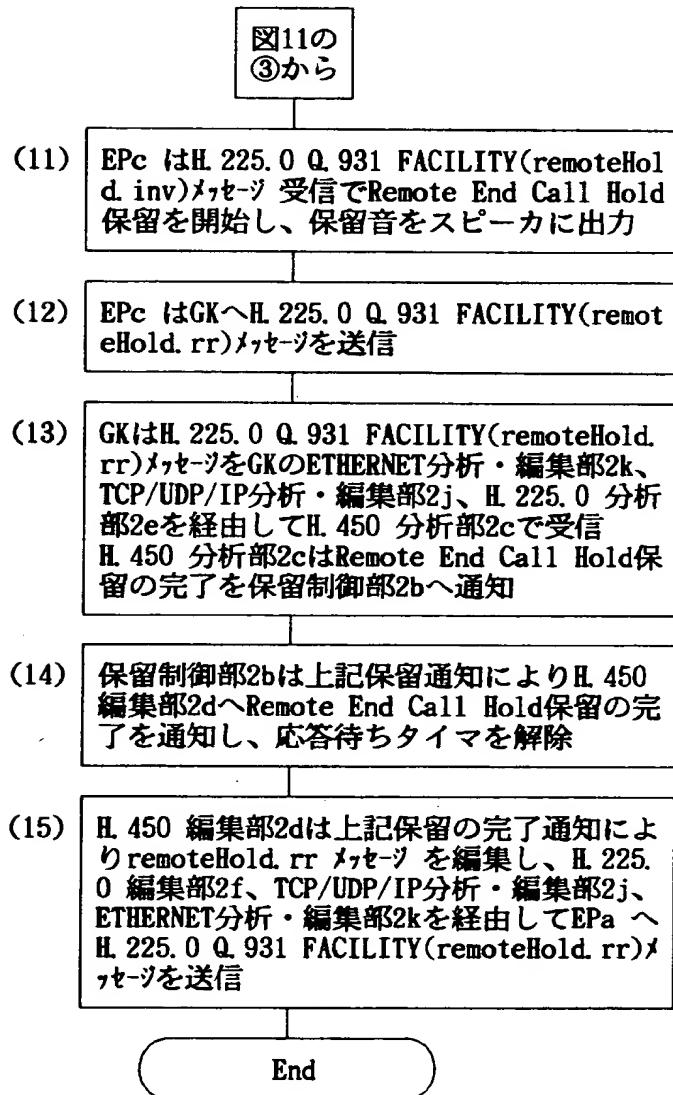 図11の
③から
(11) EPc はH.225.0 Q.931 FACILITY(remoteHol
d.inv)ﾒｯｾｰｼﾞ 受信でRemote End Call Hold
保留を開始し、保留音をスピーカに出力
(12) EPc はGKへH.225.0 Q.931 FACILITY(remot
eHold.rr)ﾒｯｾｰｼﾞを送信
(13) GKはH.225.0 Q.931 FACILITY(remoteHold.
rr)ﾒｯｾｰｼﾞをGKのETHERNET分析・編集部2k、
TCP/UDP/IP分析・編集部2j、H.225.0 分析
部2eを経由してH.450 分析部2cで受信
H.450 分析部2cはRemote End Call Hold保
留の完了を保留制御部2bへ通知
(14) 保留制御部2bは上記保留通知によりH.450
編集部2dへRemote End Call Hold保留の完
了を通知し、応答待ちタイマを解除
(15) H.450 編集部2dは上記保留の完了通知によ
りremoteHold.rr ﾒｯｾｰｼﾞ を編集し、H.225.
0 編集部2f、TCP/UDP/IP分析・編集部2j、
ETHERNET分析・編集部2kを経由してEPa へ
H.225.0 Q.931 FACILITY(remoteHold.rr)ﾒ
ｯｾｰｼﾞを送信
End